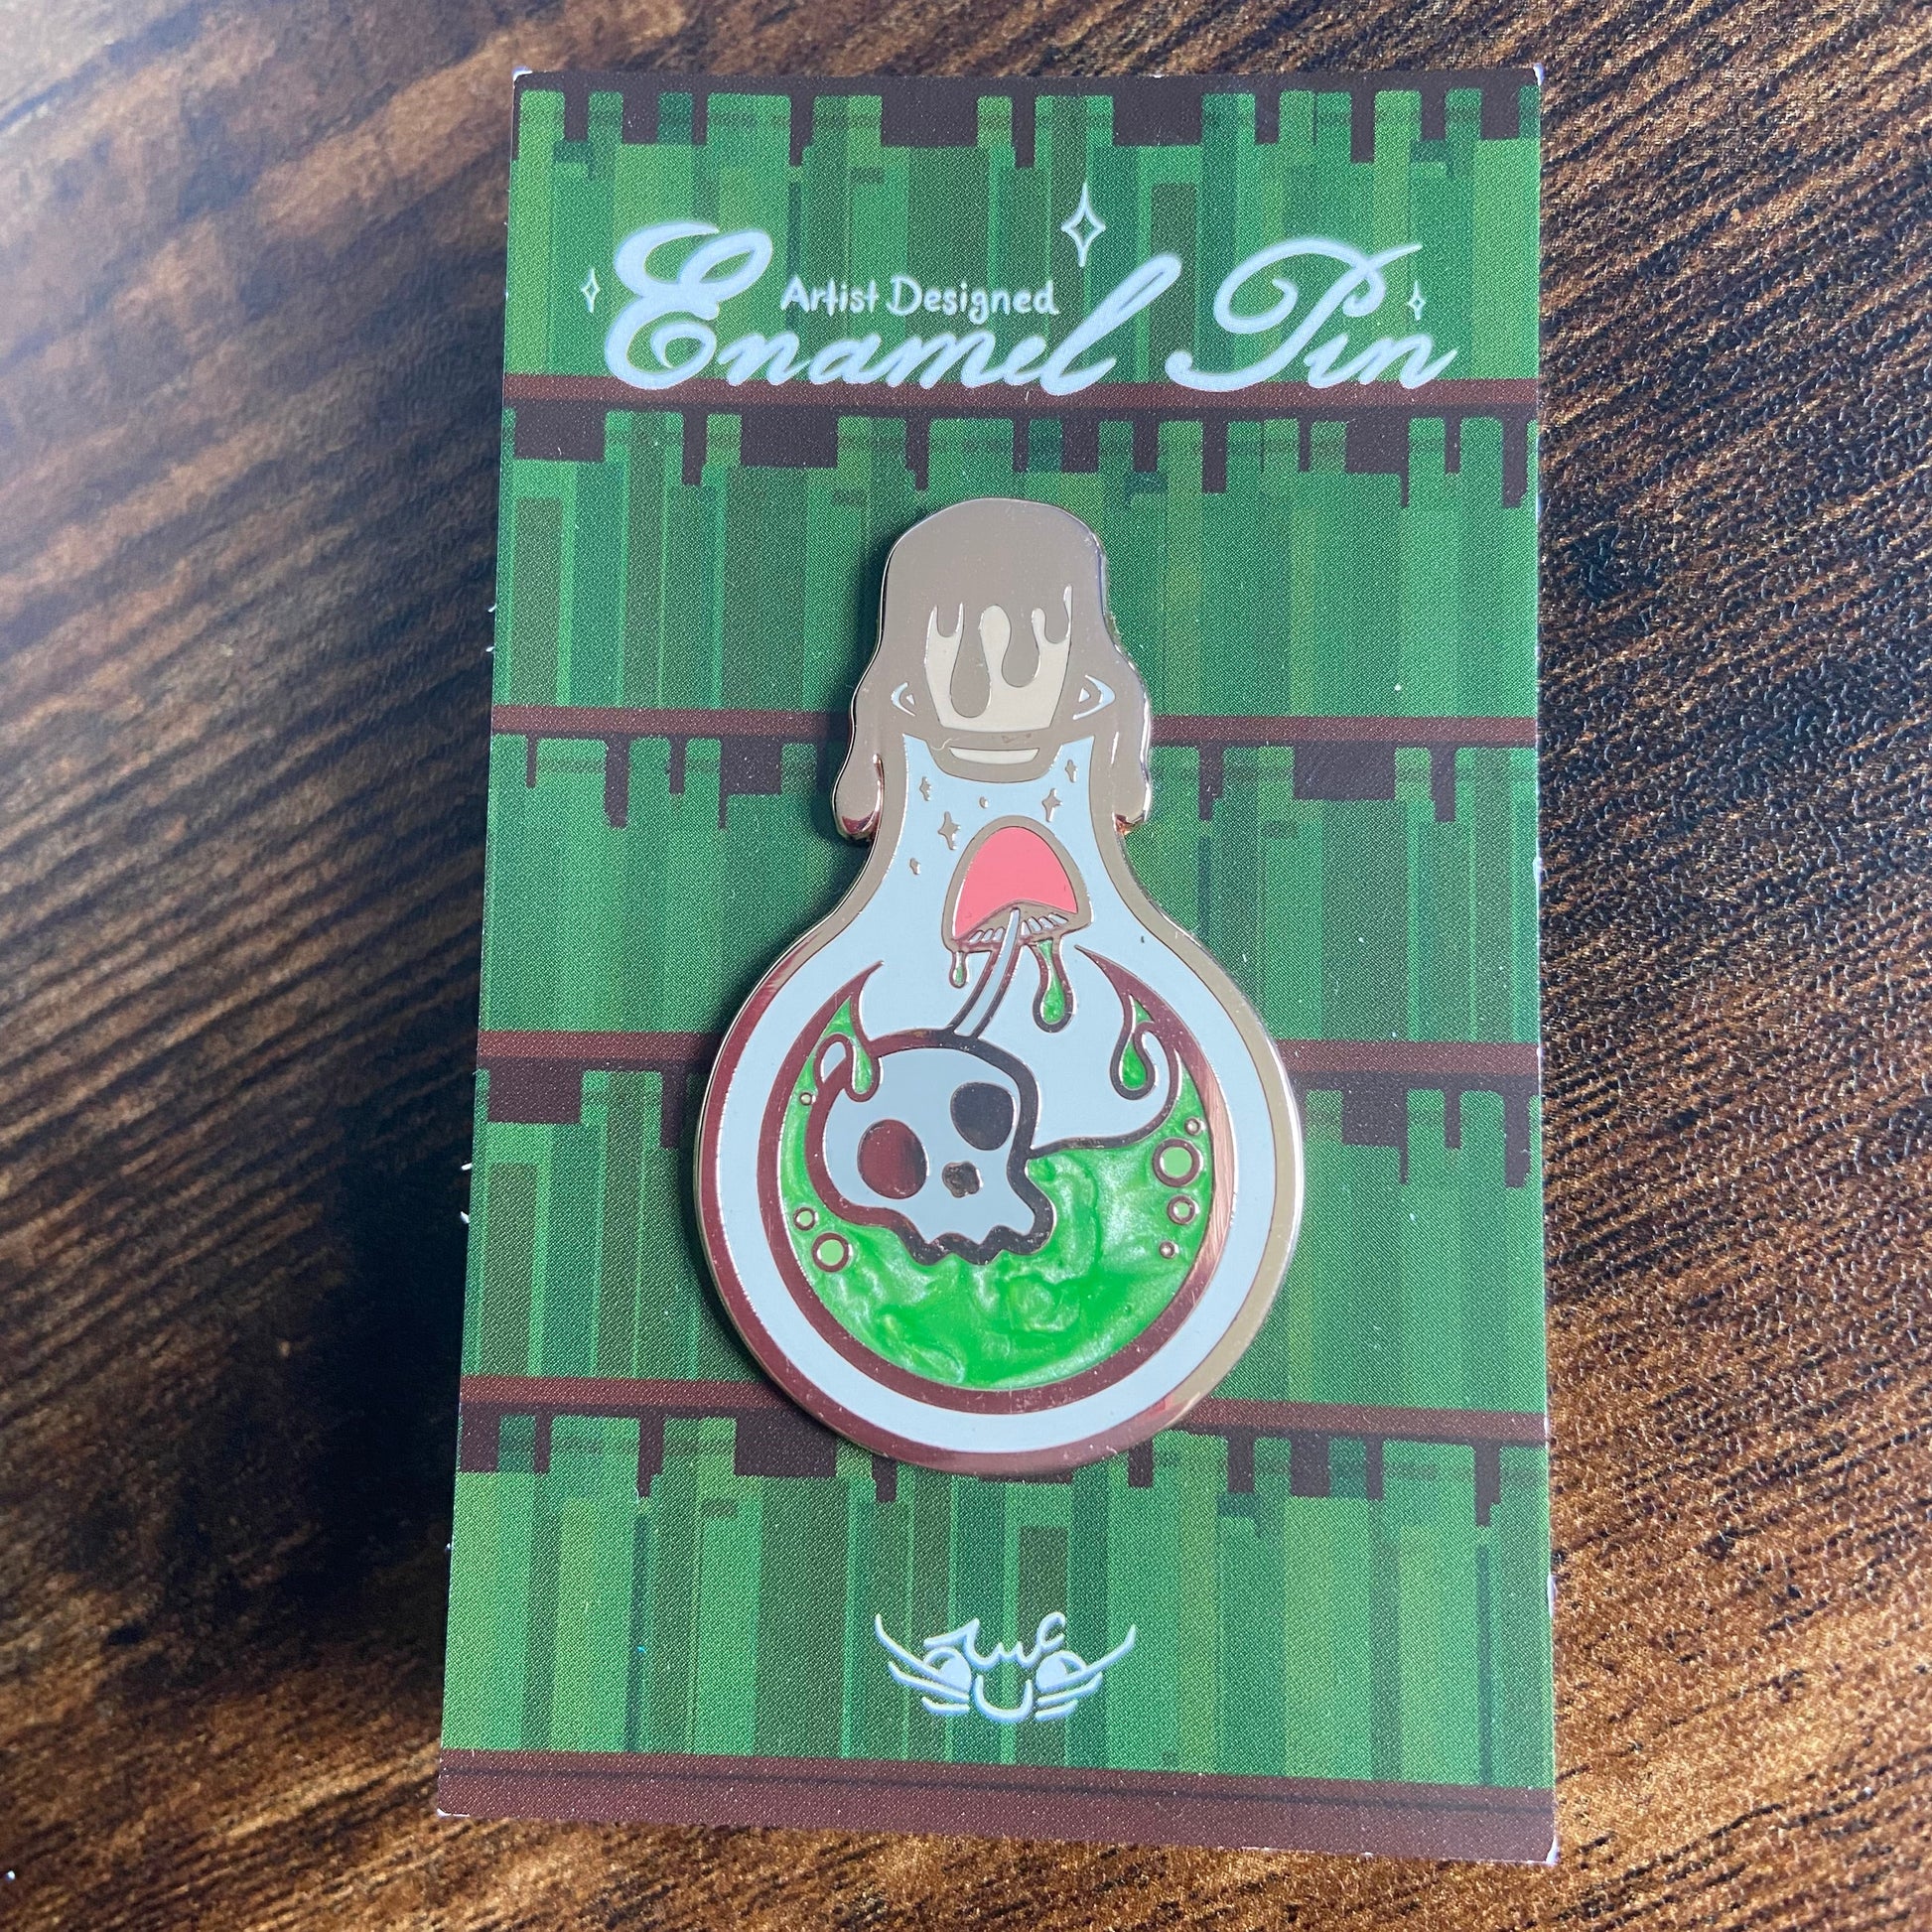 Artist Designed
Enamel Pin